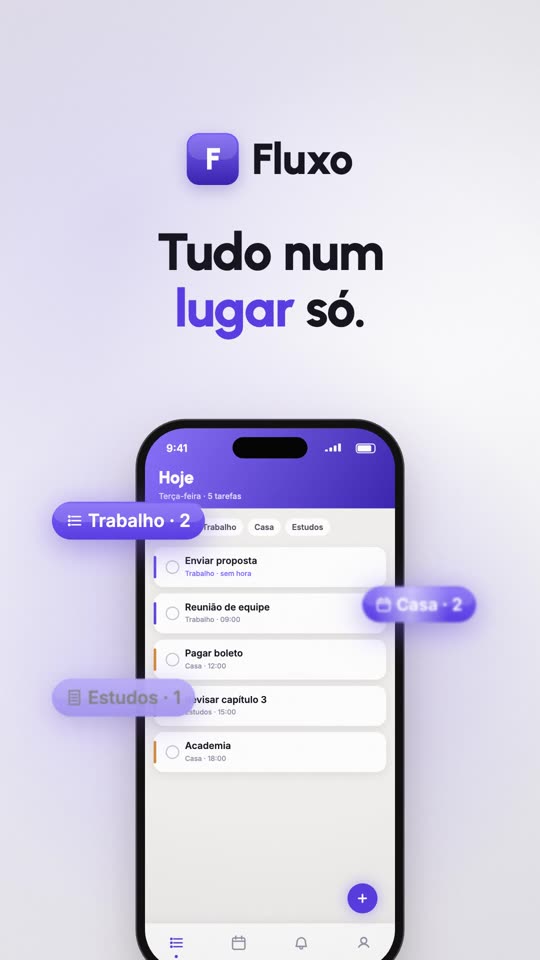 F Fluxo
Tudo num
lugar só.
9:41
Hoje
Terça-feira · 5 tarefas
Trabalho · 2
Trabalho
Casa
Estudos
Enviar proposta
Trabalho · sem hora
Reunião de equipe
Trabalho · 09:00
Casa · 2
Pagar boleto
Casa · 12:00
Estudos · 1
evisar capítulo 3
Estudos · 15:00
Academia
Casa · 18:00
+